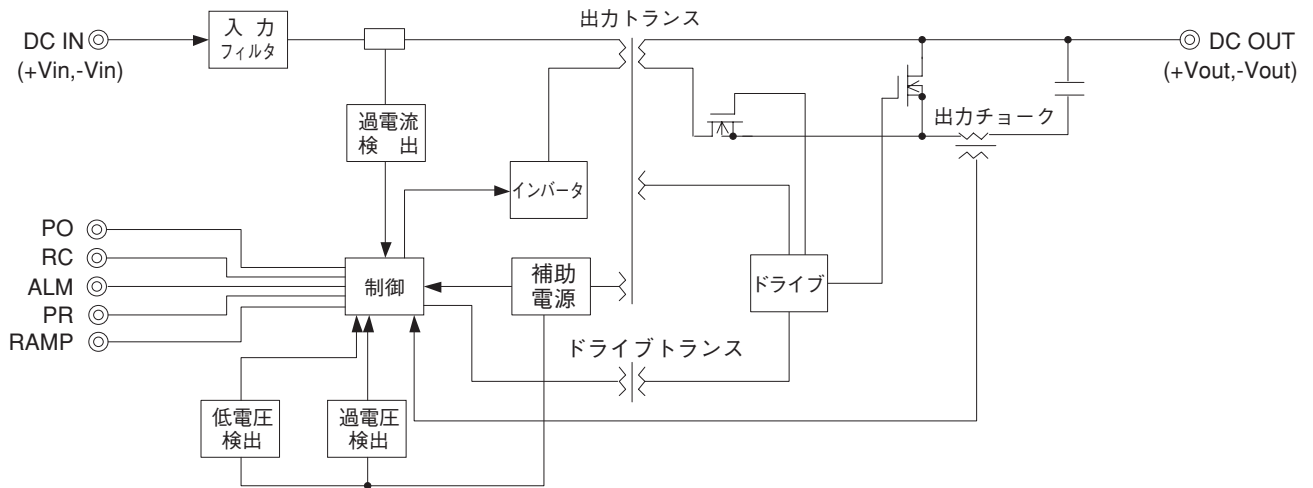 出力トランス
DC IN
(+Vin,-Vin)
入 力
フィルタ
DC OUT
(+Vout,-Vout)
過電流
検 出
出力チョーク
インバータ
PO
RC
ALM
PR
RAMP
制御
補助
電源
ドライブ
ドライブトランス
低電圧
検出
過電圧
検出